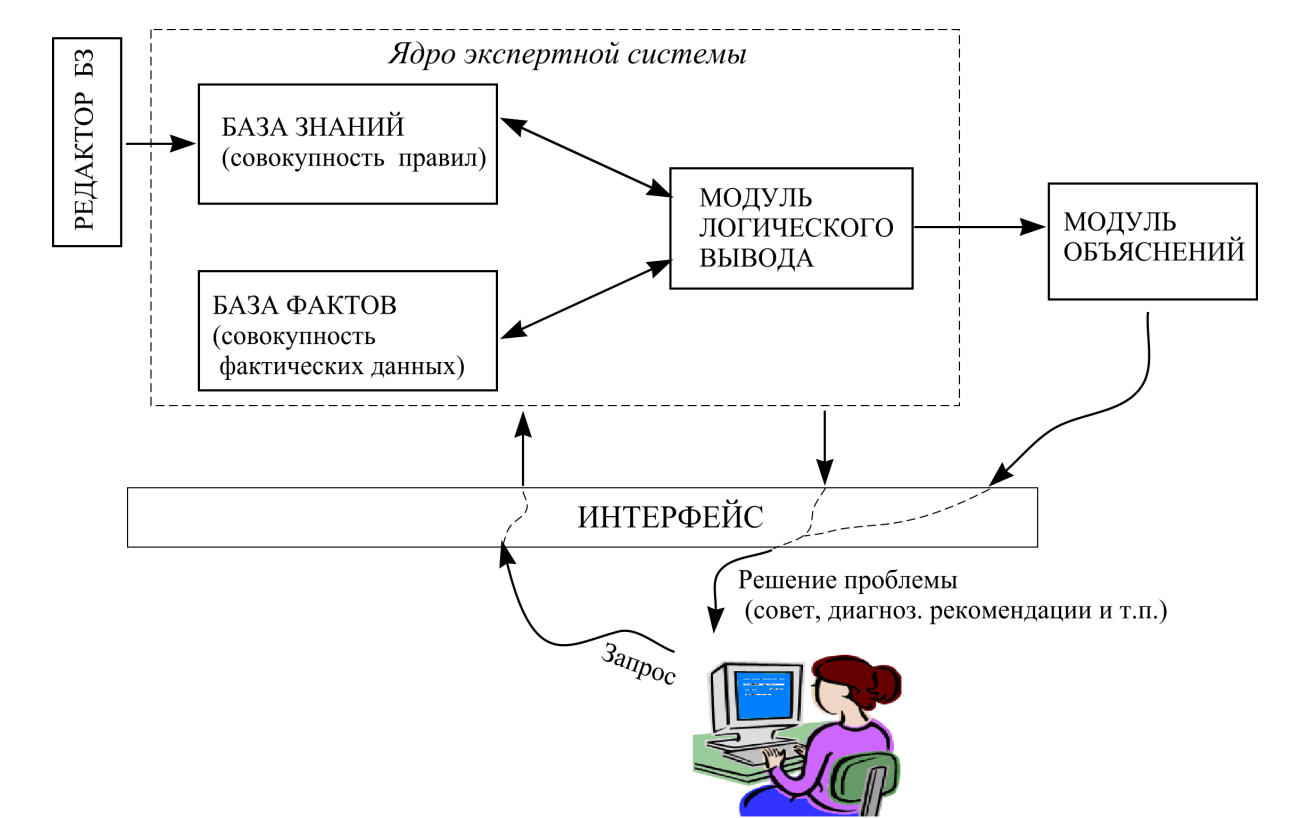 Ядро экспертной системы
РЕДАКТОР БЗ
БАЗА ЗНАНИЙ
(совокупность правил)
МОДУЛЬ
ЛОГИЧЕСКОГО
ВЫВОДА
МОДУЛЬ
ОБЪЯСНЕНИЙ
БАЗА ФАКТОВ
(совокупность
фактических данных)
ИНТЕРФЕЙС
Решение проблемы
(совет, диагноз. рекомендации и т.п.)
Запрос